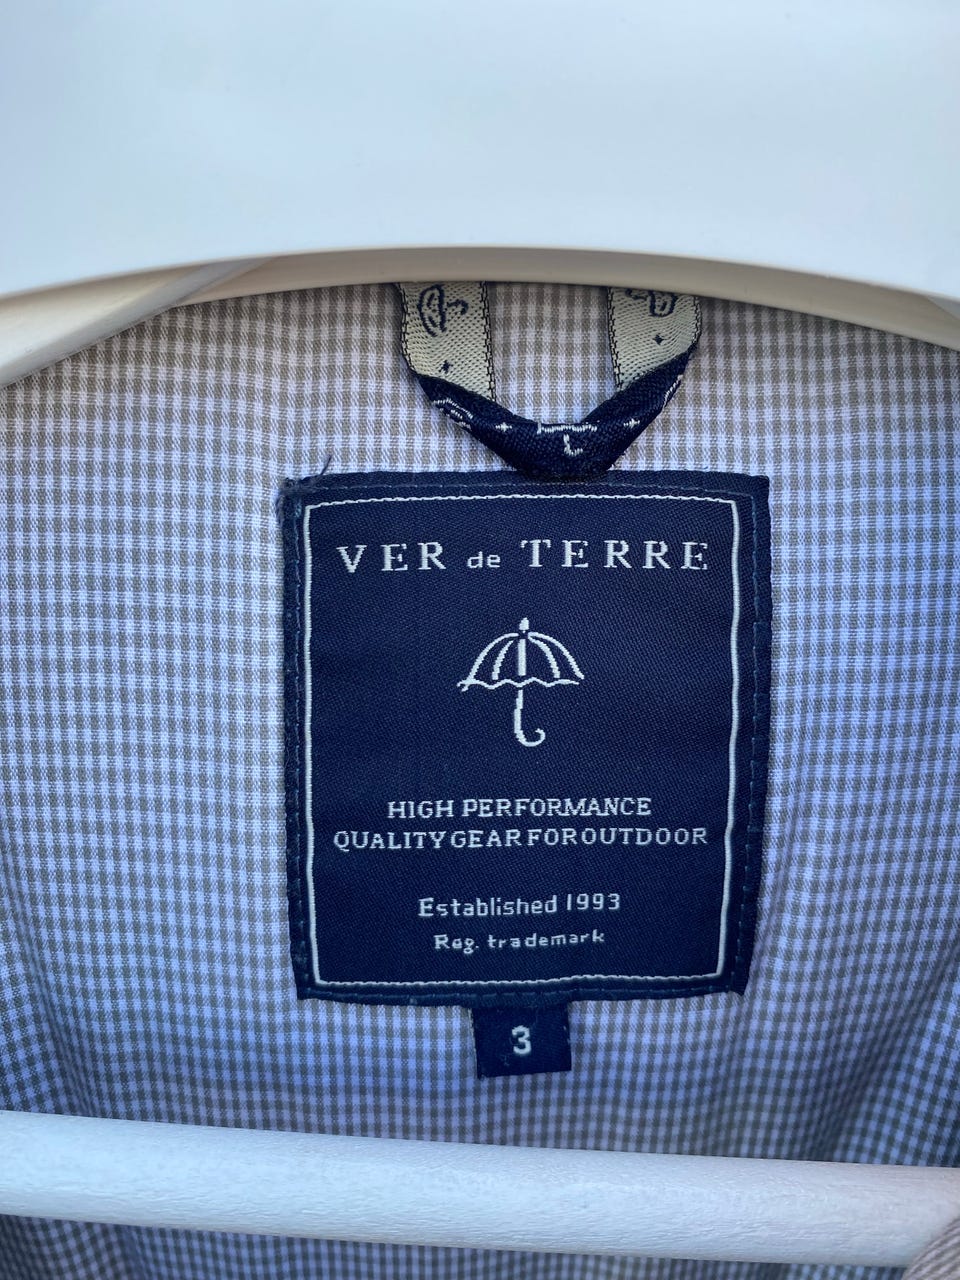 VER de TERRE
HIGH PERFORMANCE
QUALITY GEAR FOR OUTDOOR
Established 1993
Reg. trademark
3